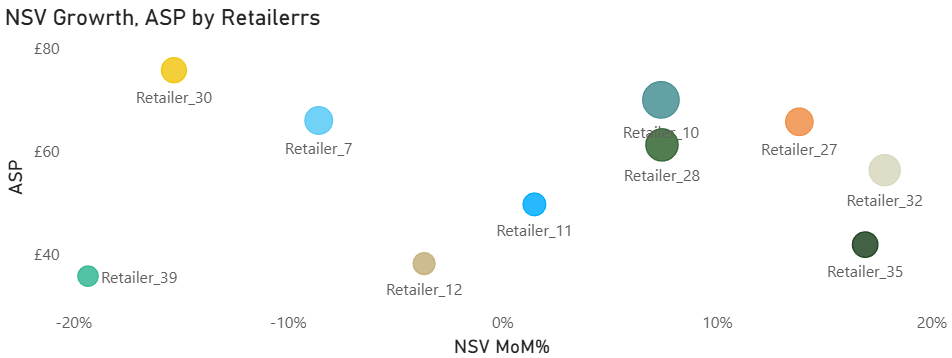 NSV Growrth, ASP by Retailerrs
£80
Retailer_30
Retailer_10
Retailer_7
Retailer_27
£60
Retailer_28
ASP
Retailer_32
Retailer_11
£40
Retailer_35
Retailer_39
Retailer_12
-20%
-10%
0%
10%
20%
NSV MoM%